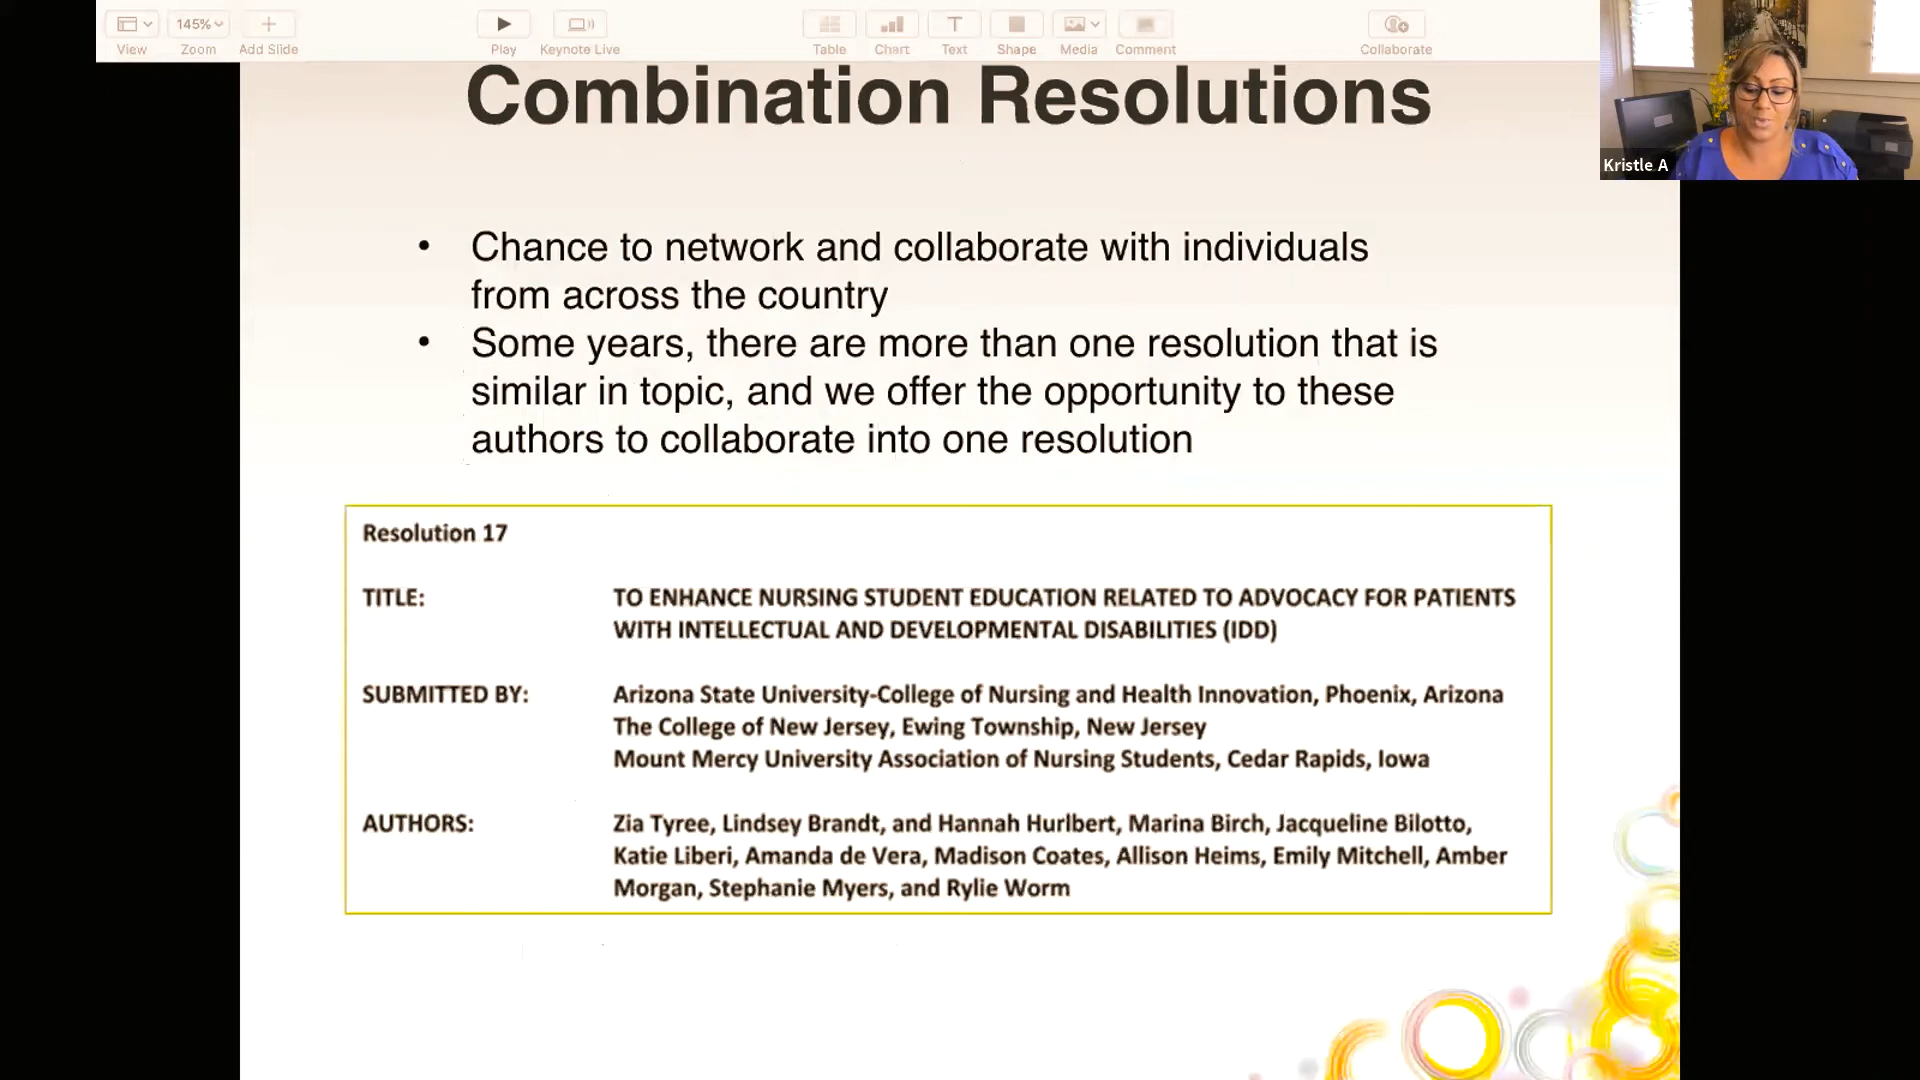 145%
View
Zoom
Add Slide
Play
Keynote Live
Table
Chart
Text
Shape
Media
Comment
Collaborate
Kristle A
Combination Resolutions
• Chance to network and collaborate with individuals
from across the country
• Some years, there are more than one resolution that is
similar in topic, and we offer the opportunity to these
authors to collaborate into one resolution
Resolution 17
TITLE: TO ENHANCE NURSING STUDENT EDUCATION RELATED TO ADVOCACY FOR PATIENTS
WITH INTELLECTUAL AND DEVELOPMENTAL DISABILITIES (IDD)
SUBMITTED BY: Arizona State University-College of Nursing and Health Innovation, Phoenix, Arizona
The College of New Jersey, Ewing Township, New Jersey
Mount Mercy University Association of Nursing Students, Cedar Rapids, Iowa
AUTHORS: Zia Tyree, Lindsey Brandt, and Hannah Hurlbert, Marina Birch, Jacqueline Bilotto,
Katie Liberi, Amanda de Vera, Madison Coates, Allison Heims, Emily Mitchell, Amber
Morgan, Stephanie Myers, and Rylie Worm